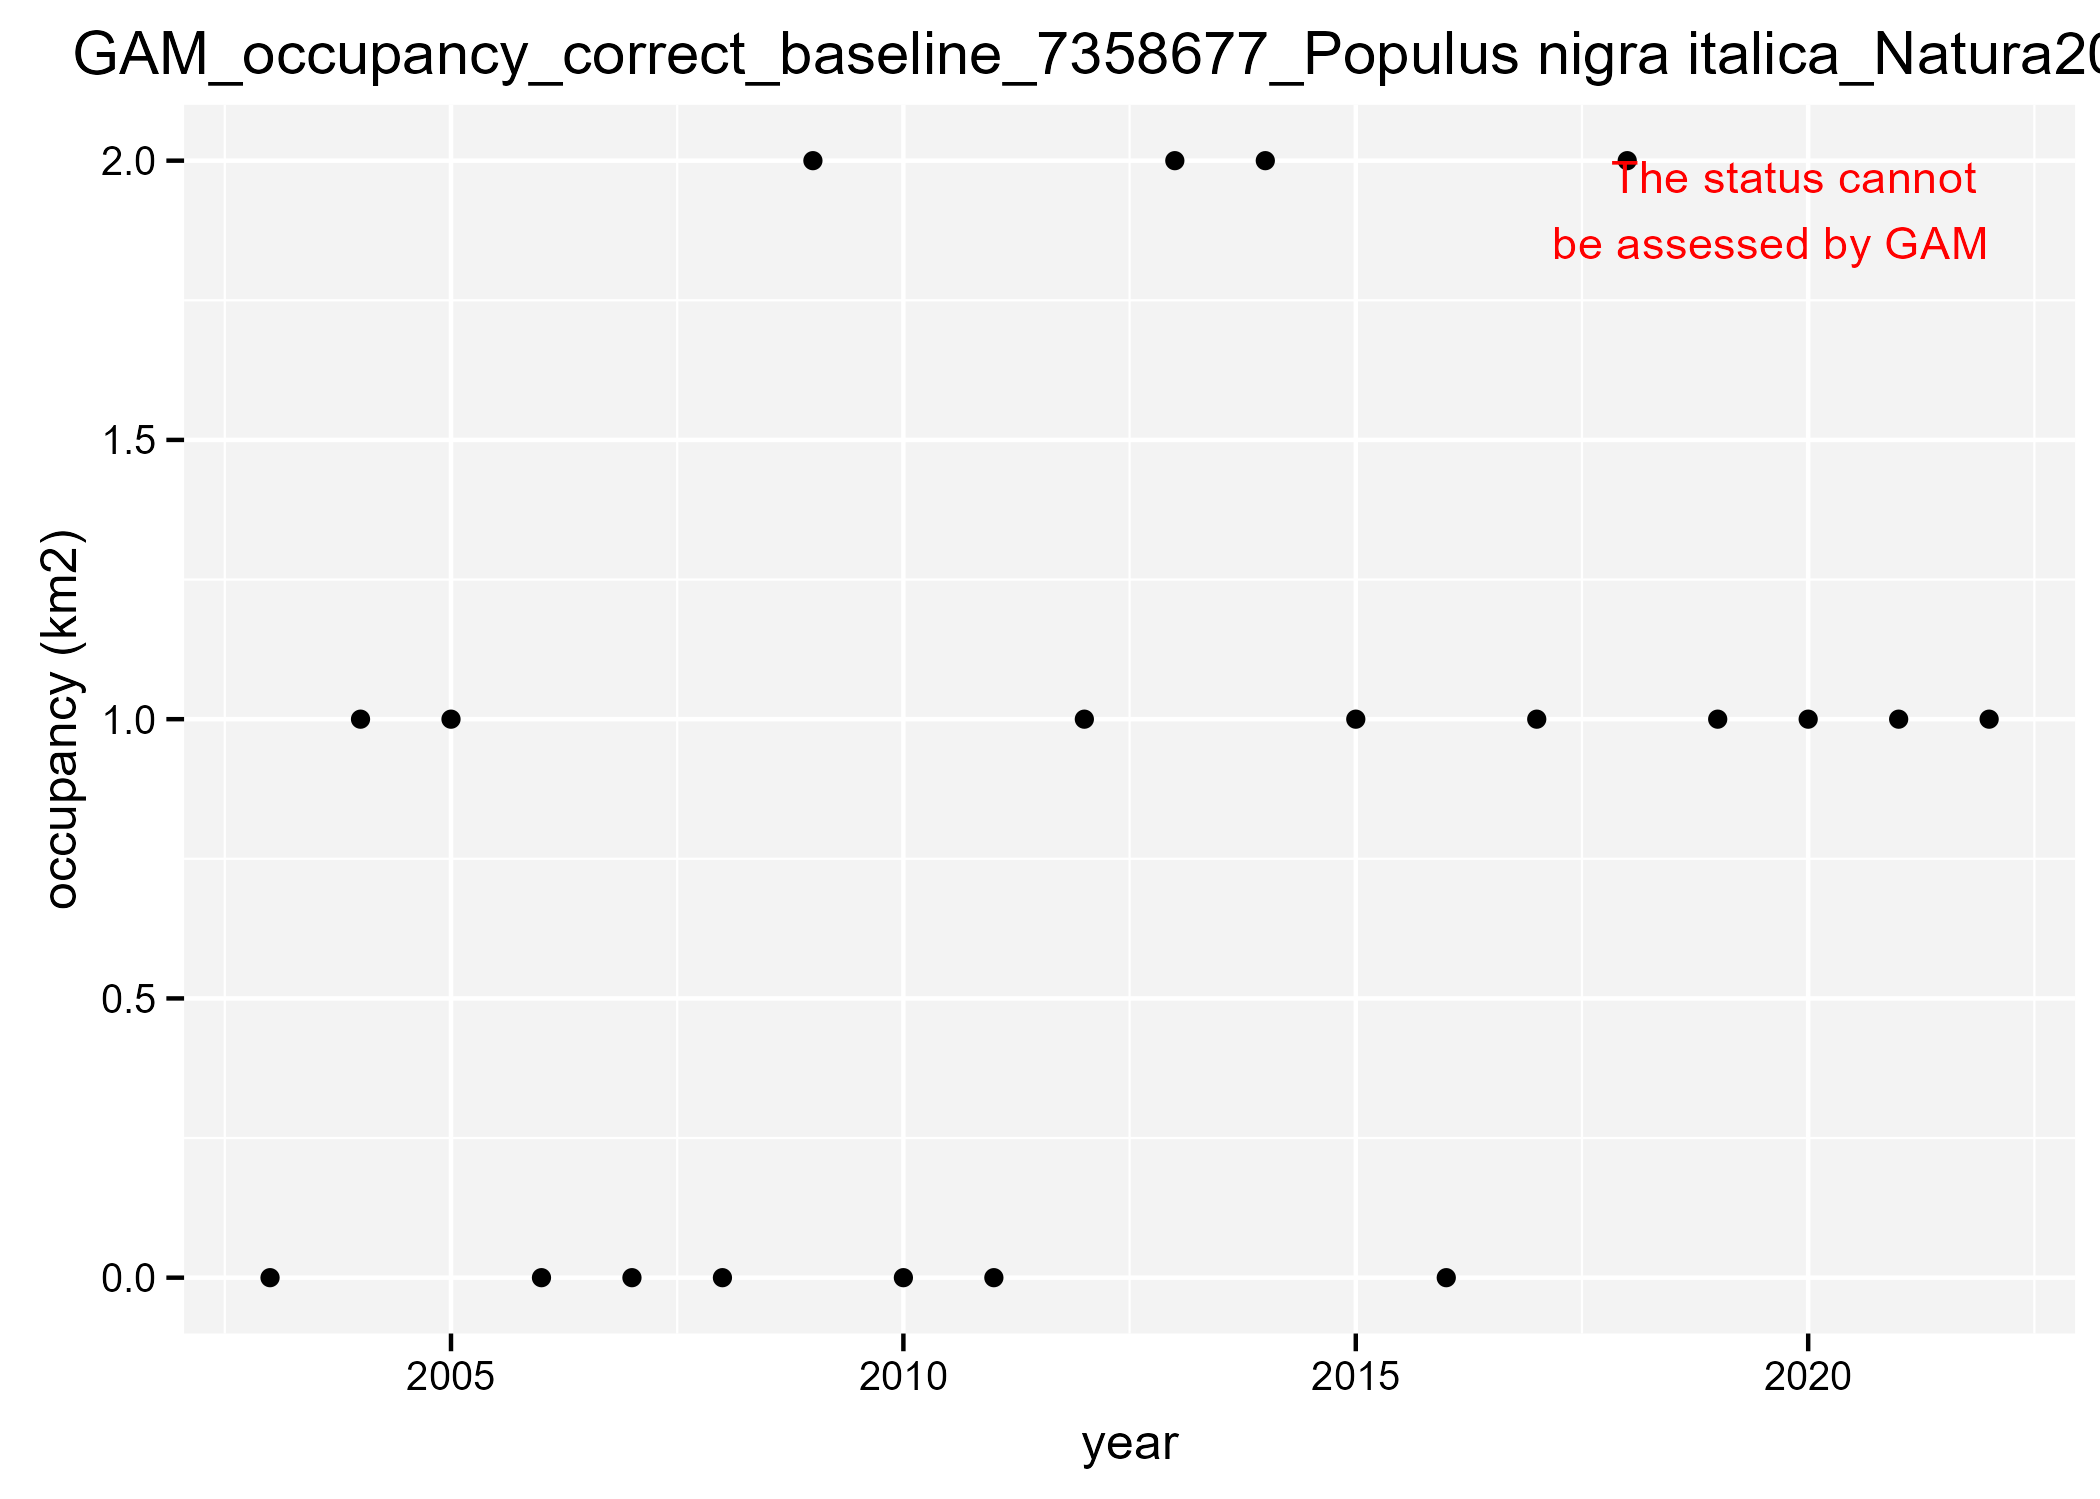 GAM_occupancy_correct_baseline_7358677_Populus nigra italica_Natura20
The status cannot
be assessed by GAM
2.0
1.5
1.0
0.5
0.0
occupancy (km2)
2005 2010 2015 2020
year